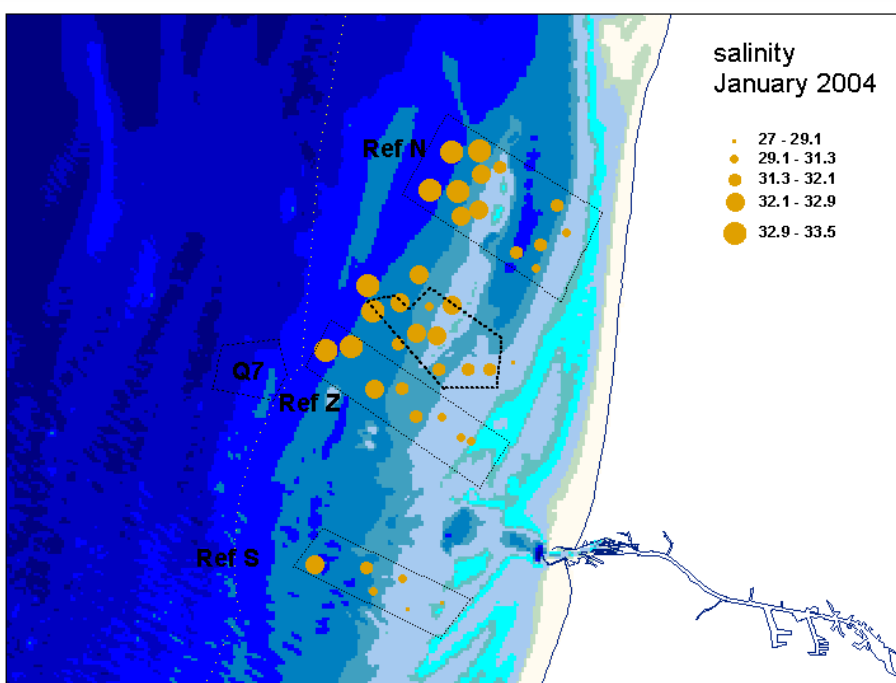 salinity
January 2004
27 - 29.1
29.1 - 31.3
31.3 - 32.1
32.1 - 32.9
32.9 - 33.5
Ref N
Q7
Ref Z
Ref S